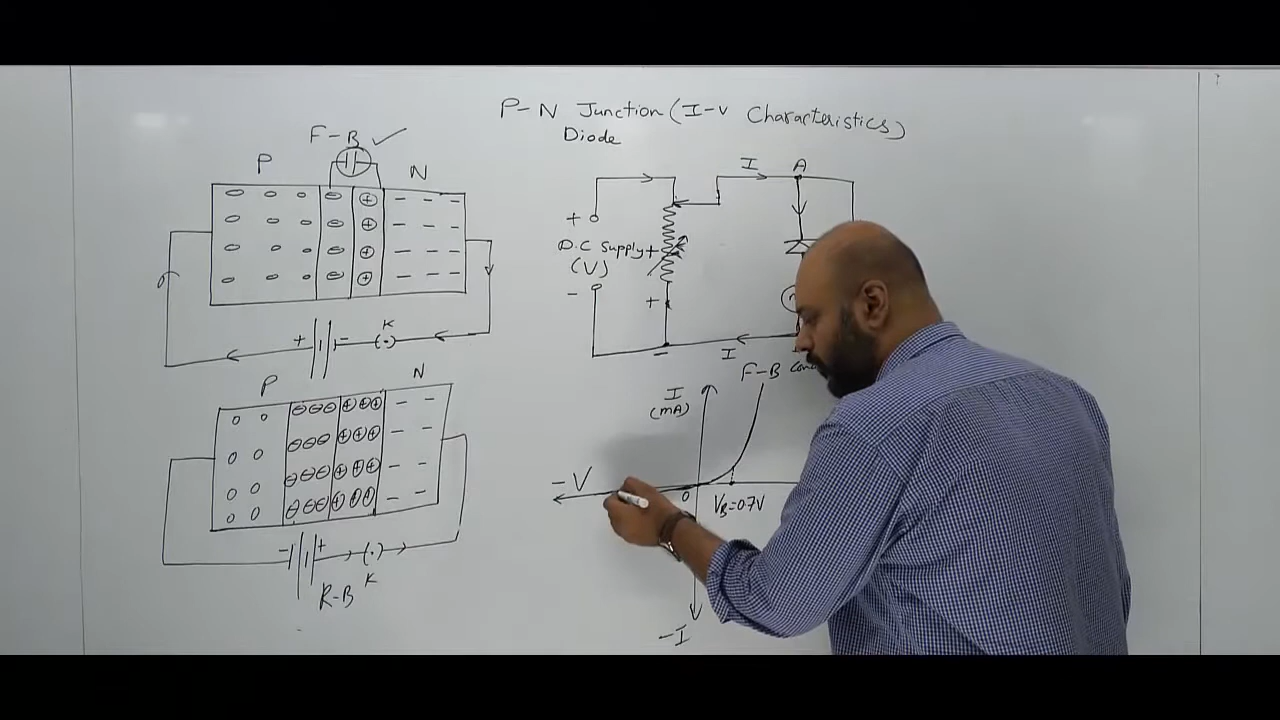 P-N Junction (I-V Characteristics)
Diode
F-B
P
N
+
-
K
P
N
-
+
K
R-B
I
A
+
D.C Supply
(V)
-
+
+
-
I
F-B
I
(mA)
-V
0
VB=0.7V
-I